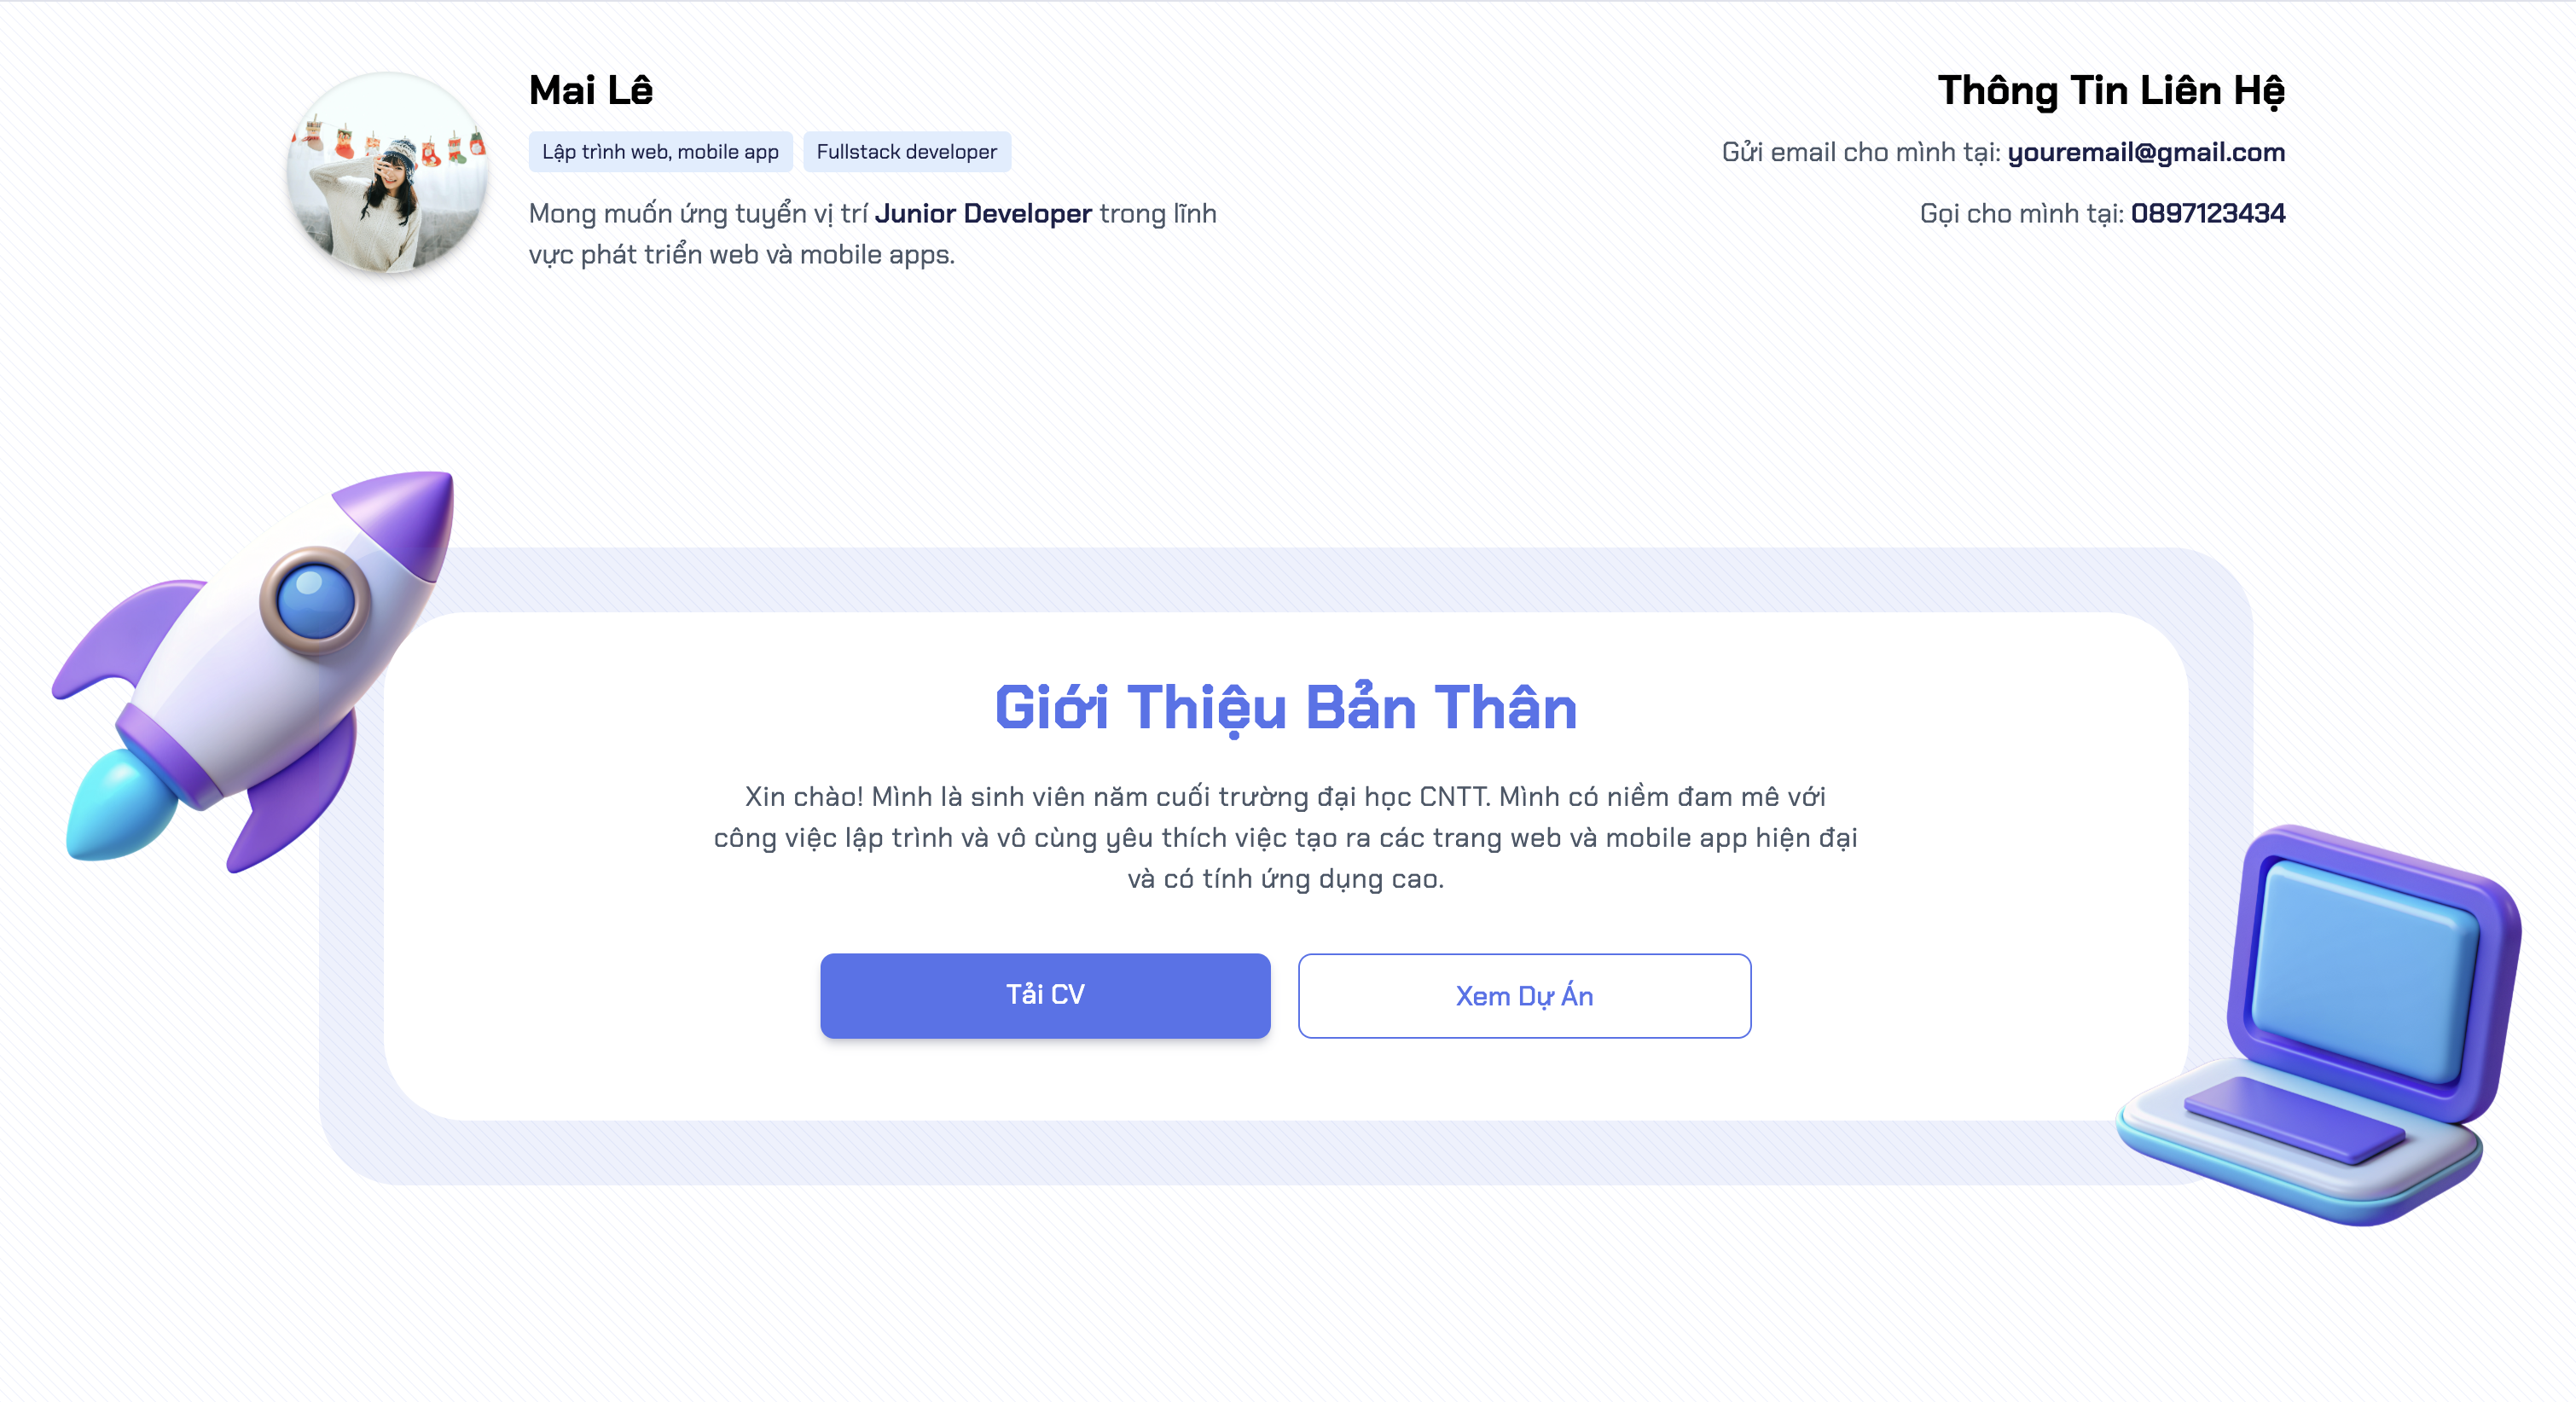 Mai Lê
Lập trình web, mobile app
Fullstack developer
Mong muốn ứng tuyển vị trí Junior Developer trong lĩnh
vực phát triển web và mobile apps.
Thông Tin Liên Hệ
Gửi email cho mình tại: youremail@gmail.com
Gọi cho mình tại: 0897123434
Giới Thiệu Bản Thân
Xin chào! Mình là sinh viên năm cuối trường đại học CNTT. Mình có niềm đam mê với
công việc lập trình và vô cùng yêu thích việc tạo ra các trang web và mobile app hiện đại
và có tính ứng dụng cao.
Tải CV
Xem Dự Án